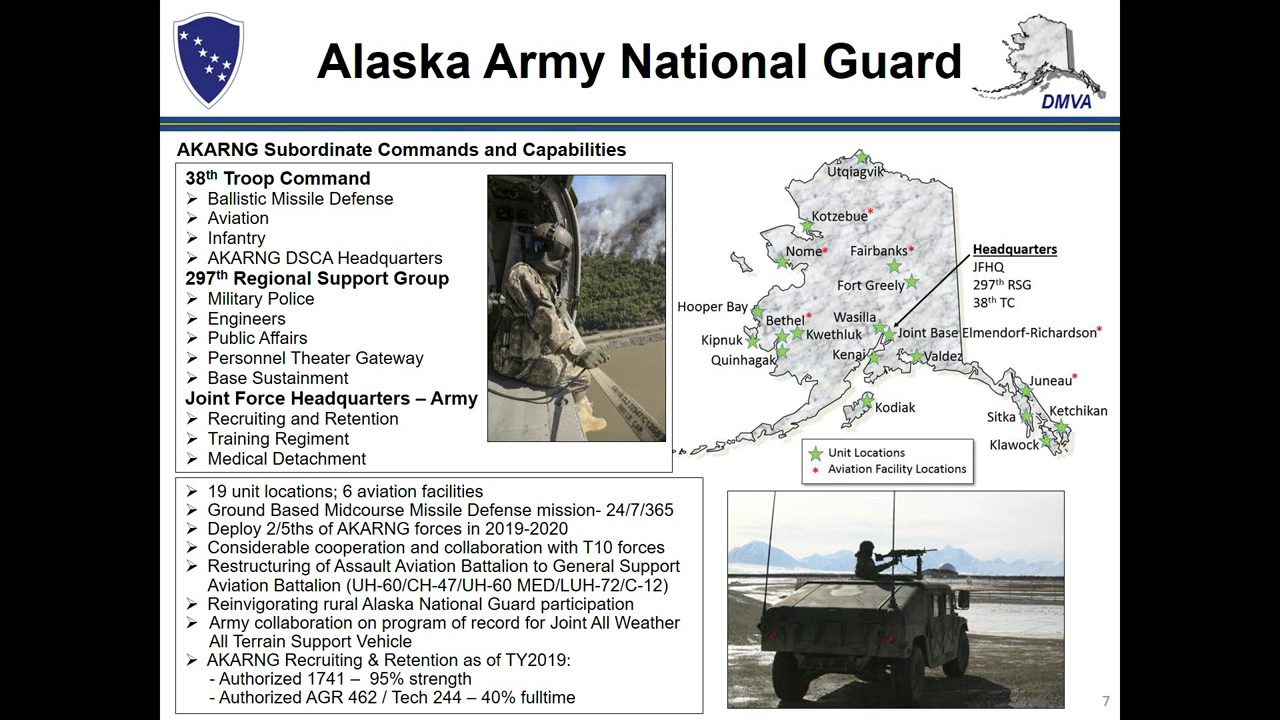 Alaska Army National Guard
DMVA
AKARNG Subordinate Commands and Capabilities
38th Troop Command
➢ Ballistic Missile Defense
➢ Aviation
➢ Infantry
➢ AKARNG DSCA Headquarters
297th Regional Support Group
➢ Military Police
➢ Engineers
➢ Public Affairs
➢ Personnel Theater Gateway
➢ Base Sustainment
Joint Force Headquarters – Army
➢ Recruiting and Retention
➢ Training Regiment
➢ Medical Detachment
Utqiagvik
Kotzebue*
Nome*
Fairbanks*
Fort Greely
Hooper Bay
Bethel*
Wasilla
Kipnuk
Kwethluk
Joint Base Elmendorf-Richardson*
Quinhagak
Kenai
Valdez
Juneau*
Kodiak
Sitka
Ketchikan
Klawock
Headquarters
JFHQ
297th RSG
38th TC
Unit Locations
* Aviation Facility Locations
➢ 19 unit locations; 6 aviation facilities
➢ Ground Based Midcourse Missile Defense mission- 24/7/365
➢ Deploy 2/5ths of AKARNG forces in 2019-2020
➢ Considerable cooperation and collaboration with T10 forces
➢ Restructuring of Assault Aviation Battalion to General Support
Aviation Battalion (UH-60/CH-47/UH-60 MED/LUH-72/C-12)
➢ Reinvigorating rural Alaska National Guard participation
➢ Army collaboration on program of record for Joint All Weather
All Terrain Support Vehicle
➢ AKARNG Recruiting & Retention as of TY2019:
- Authorized 1741 – 95% strength
- Authorized AGR 462 / Tech 244 – 40% fulltime
7